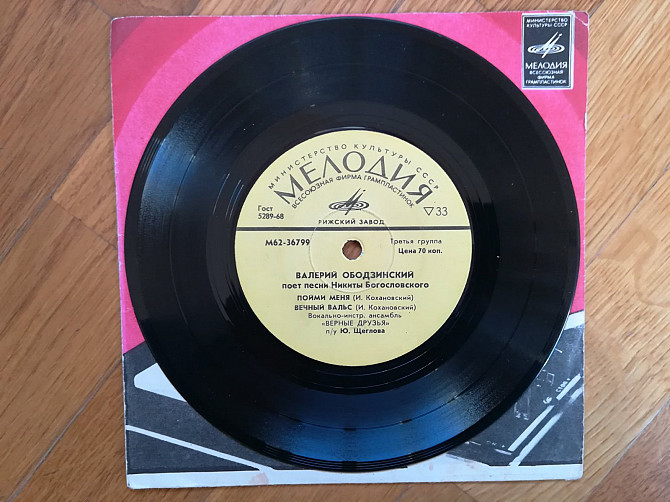 МИНИСТЕРСТВО
КУЛЬТУРЫ СССР
МЕЛОДИЯ
ВСЕСОЮЗНАЯ
ФИРМА
ГРАМПЛАСТИНОК
МИНИСТЕРСТВО КУЛЬТУРЫ СССР
МЕЛОДИЯ
ВСЕСОЮЗНАЯ ФИРМА ГРАМПЛАСТИНОК
Гост
5289-68
▽33
РИЖСКИЙ ЗАВОД
М62-36799
Третья группа
Цена 70 коп.
ВАЛЕРИЙ ОБОДЗИНСКИЙ
поет песни Никиты Богословского
ПОЙМИ МЕНЯ (И. Кохановский)
ВЕЧНЫЙ ВАЛЬС (И. Кохановский)
Вокально-инстр. ансамбль
«ВЕРНЫЕ ДРУЗЬЯ»
п/у Ю. Щеглова